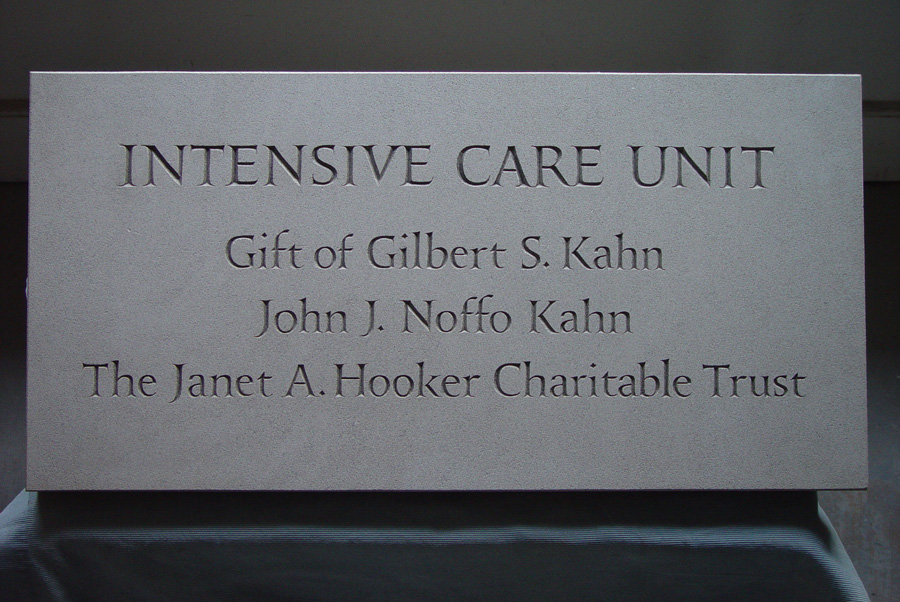 INTENSIVE CARE UNIT
Gift of Gilbert S. Kahn
John J. Noffo Kahn
The Janet A. Hooker Charitable Trust